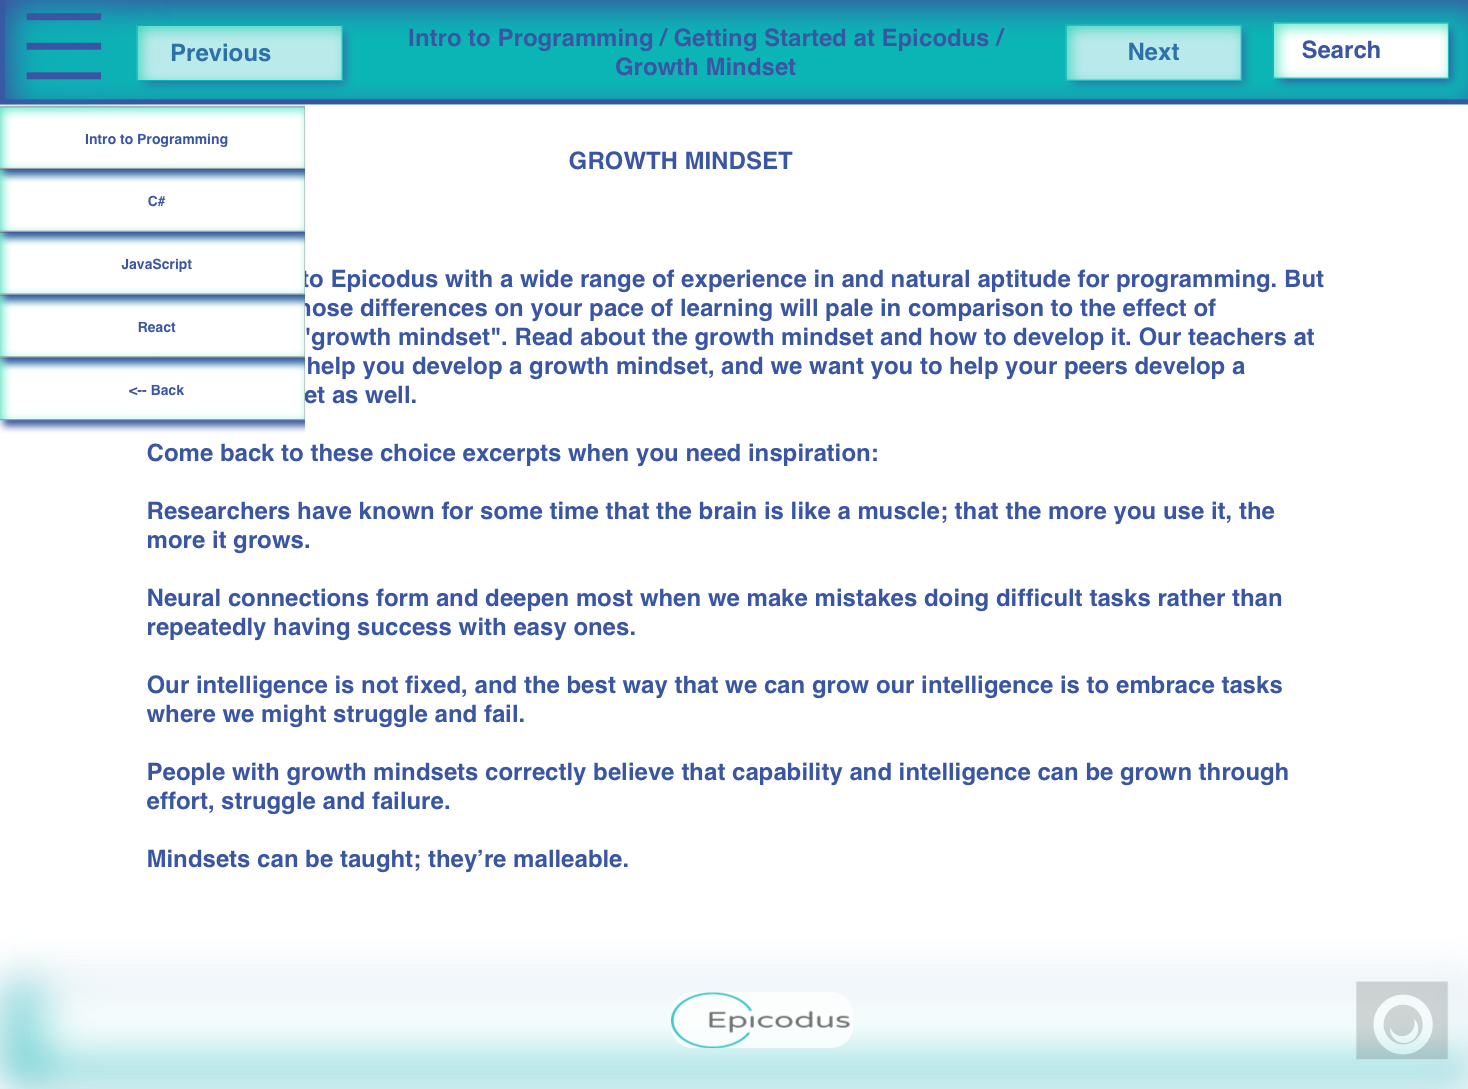 Previous
Intro to Programming / Getting Started at Epicodus /
Growth Mindset
Next
Search
Intro to Programming
C#
JavaScript
React
<-- Back
GROWTH MINDSET
to Epicodus with a wide range of experience in and natural aptitude for programming. But
differences on your pace of learning will pale in comparison to the effect of
"growth mindset". Read about the growth mindset and how to develop it. Our teachers at
help you develop a growth mindset, and we want you to help your peers develop a
as well.
Come back to these choice excerpts when you need inspiration:
Researchers have known for some time that the brain is like a muscle; that the more you use it, the
more it grows.
Neural connections form and deepen most when we make mistakes doing difficult tasks rather than
repeatedly having success with easy ones.
Our intelligence is not fixed, and the best way that we can grow our intelligence is to embrace tasks
where we might struggle and fail.
People with growth mindsets correctly believe that capability and intelligence can be grown through
effort, struggle and failure.
Mindsets can be taught; they’re malleable.
Epicodus